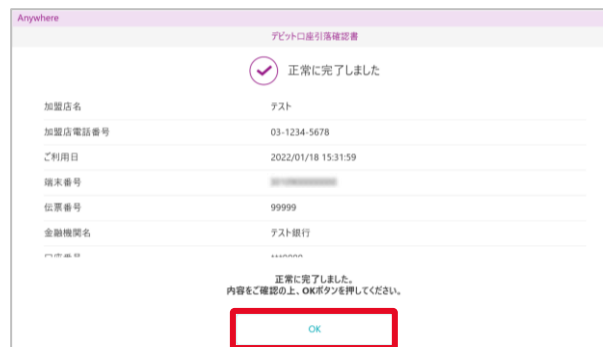 Anywhere
デビット口座引落確認書
正常に完了しました
加盟店名 テスト
加盟店電話番号 03-1234-5678
ご利用日 2022/01/18 15:31:59
端末番号
伝票番号 99999
金融機関名 テスト銀行
正常に完了しました。
内容をご確認の上、OKボタンを押してください。
OK